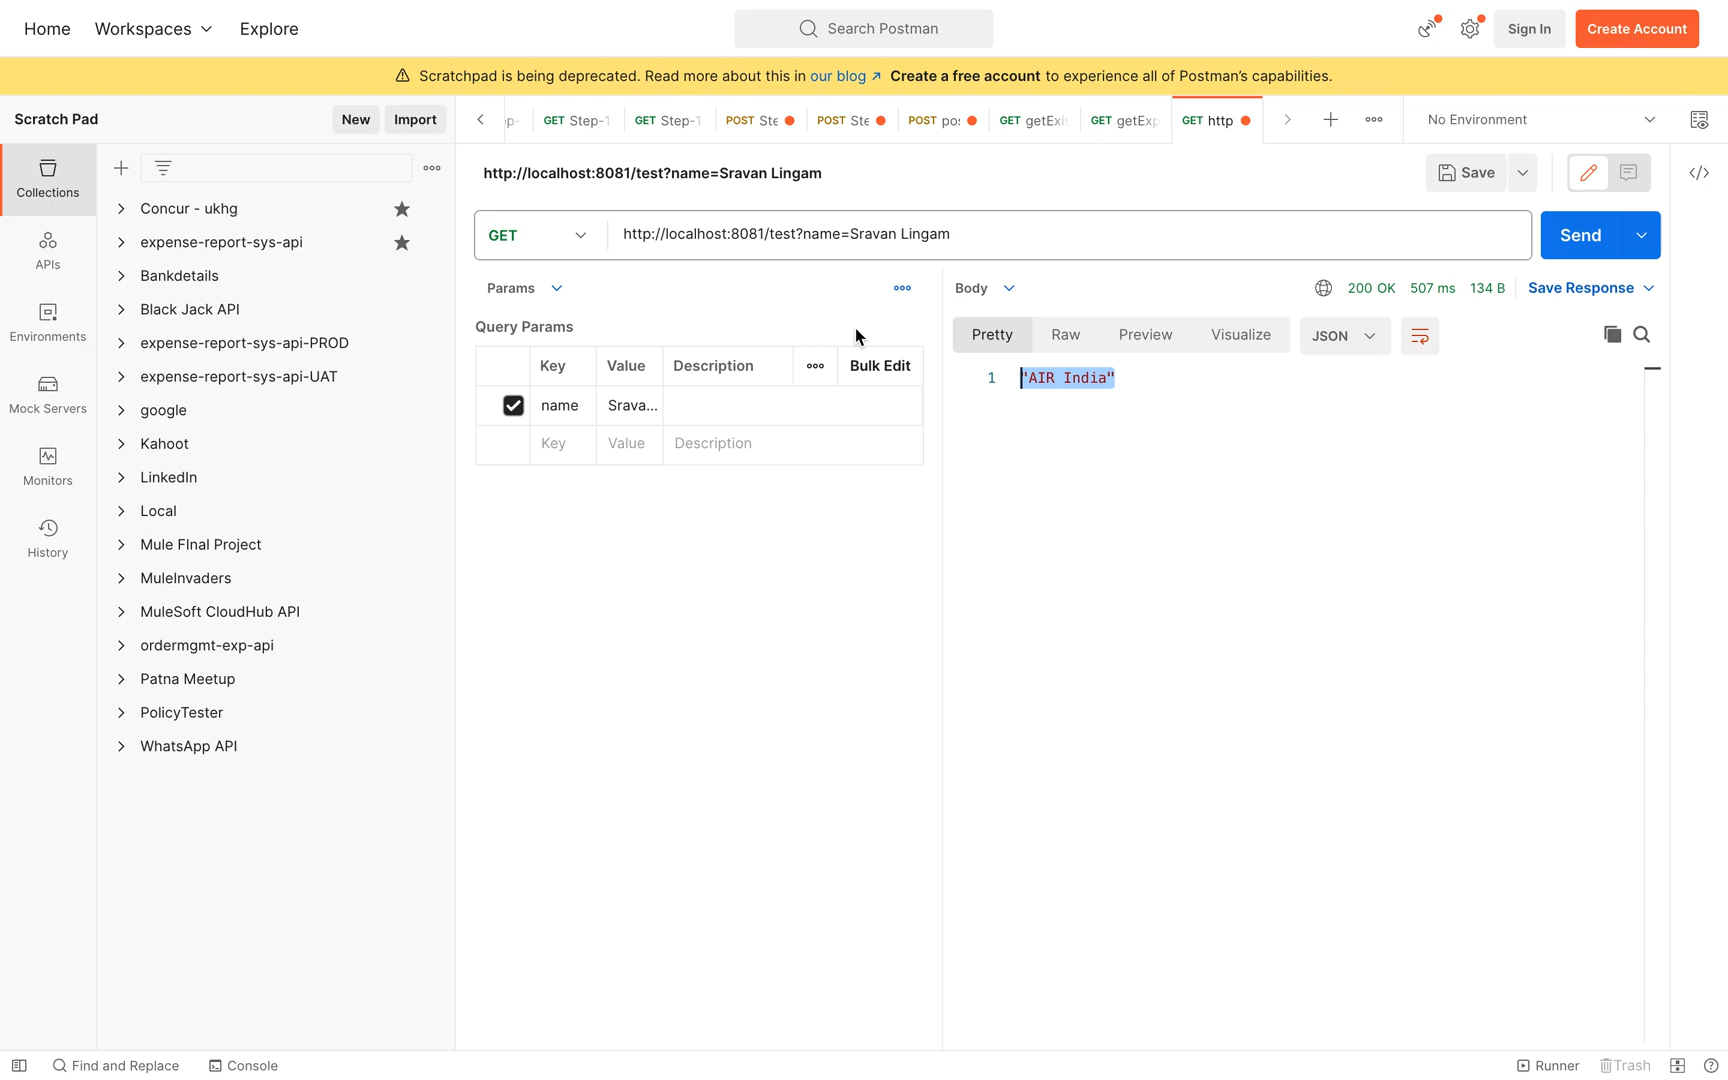 Home Workspaces Explore Search Postman Sign In Create Account
Scratchpad is being deprecated. Read more about this in our blog ↗ Create a free account to experience all of Postman's capabilities.
Scratch Pad New Import GET Step-1 GET Step-1 POST Ste POST Ste POST pos GET getExi GET getExp GET http No Environment
http://localhost:8081/test?name=Sravan Lingam Save
GET http://localhost:8081/test?name=Sravan Lingam Send
Params Body 200 OK 507 ms 134 B Save Response
Query Params Pretty Raw Preview Visualize JSON
Key Value Description Bulk Edit
1 "AIR India"
name Srava...
Key Value Description
Collections
APIs
Environments
Mock Servers
Monitors
History
Concur - ukhg
expense-report-sys-api
Bankdetails
Black Jack API
expense-report-sys-api-PROD
expense-report-sys-api-UAT
google
Kahoot
LinkedIn
Local
Mule FInal Project
MuleInvaders
MuleSoft CloudHub API
ordermgmt-exp-api
Patna Meetup
PolicyTester
WhatsApp API
Find and Replace Console Runner Trash